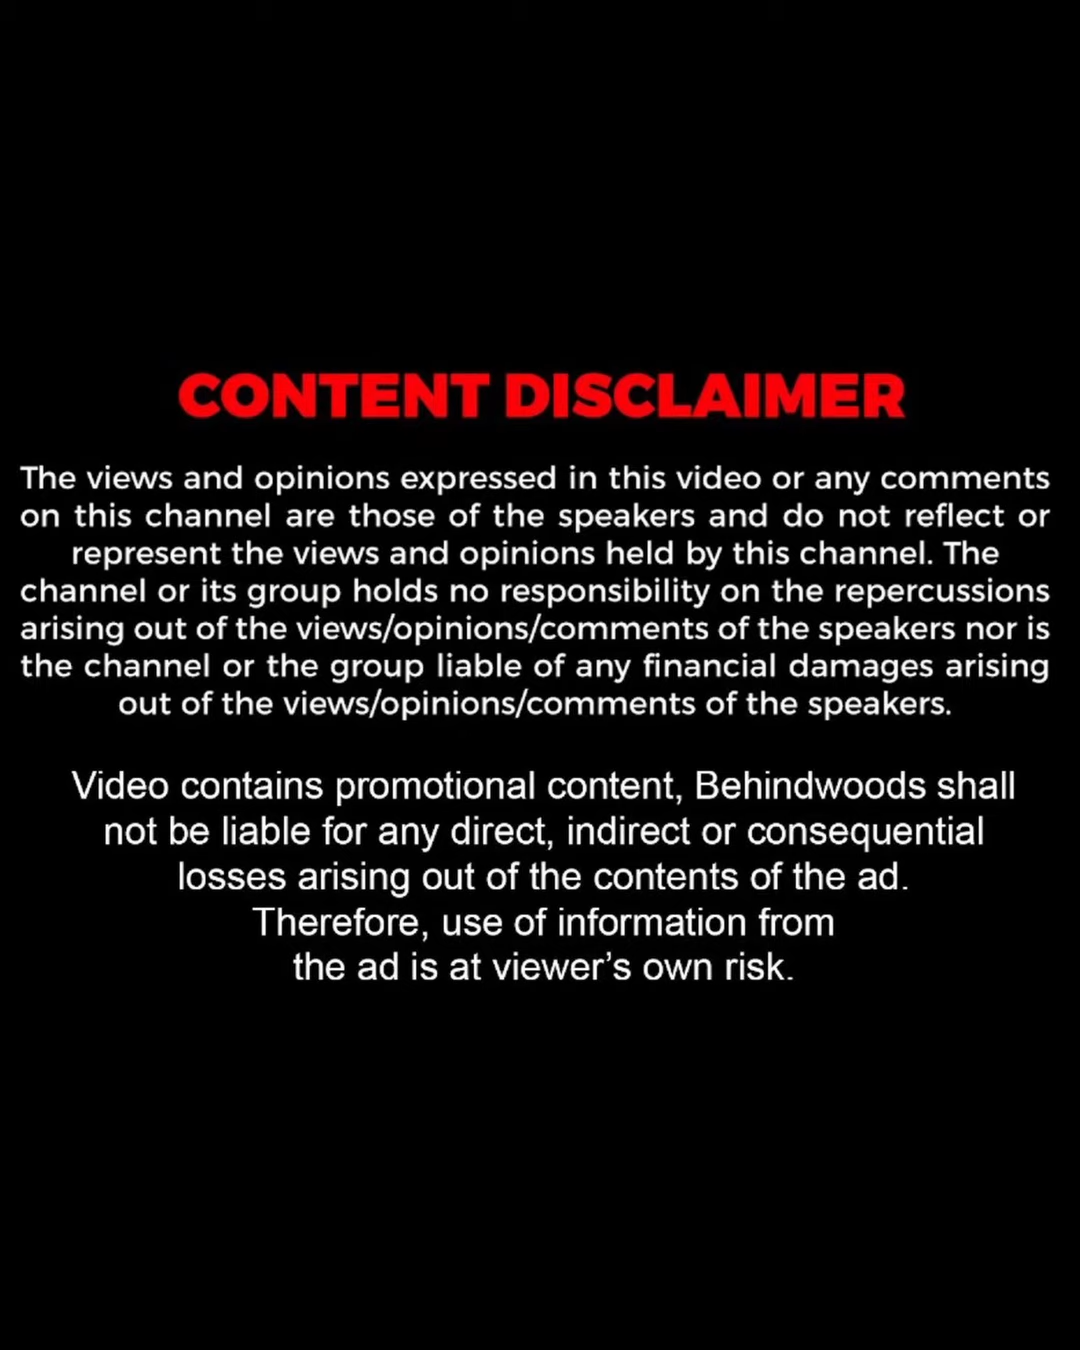 CONTENT DISCLAIMER
The views and opinions expressed in this video or any comments
on this channel are those of the speakers and do not reflect or
represent the views and opinions held by this channel. The
channel or its group holds no responsibility on the repercussions
arising out of the views/opinions/comments of the speakers nor is
the channel or the group liable of any financial damages arising
out of the views/opinions/comments of the speakers.
Video contains promotional content, Behindwoods shall
not be liable for any direct, indirect or consequential
losses arising out of the contents of the ad.
Therefore, use of information from
the ad is at viewer’s own risk.